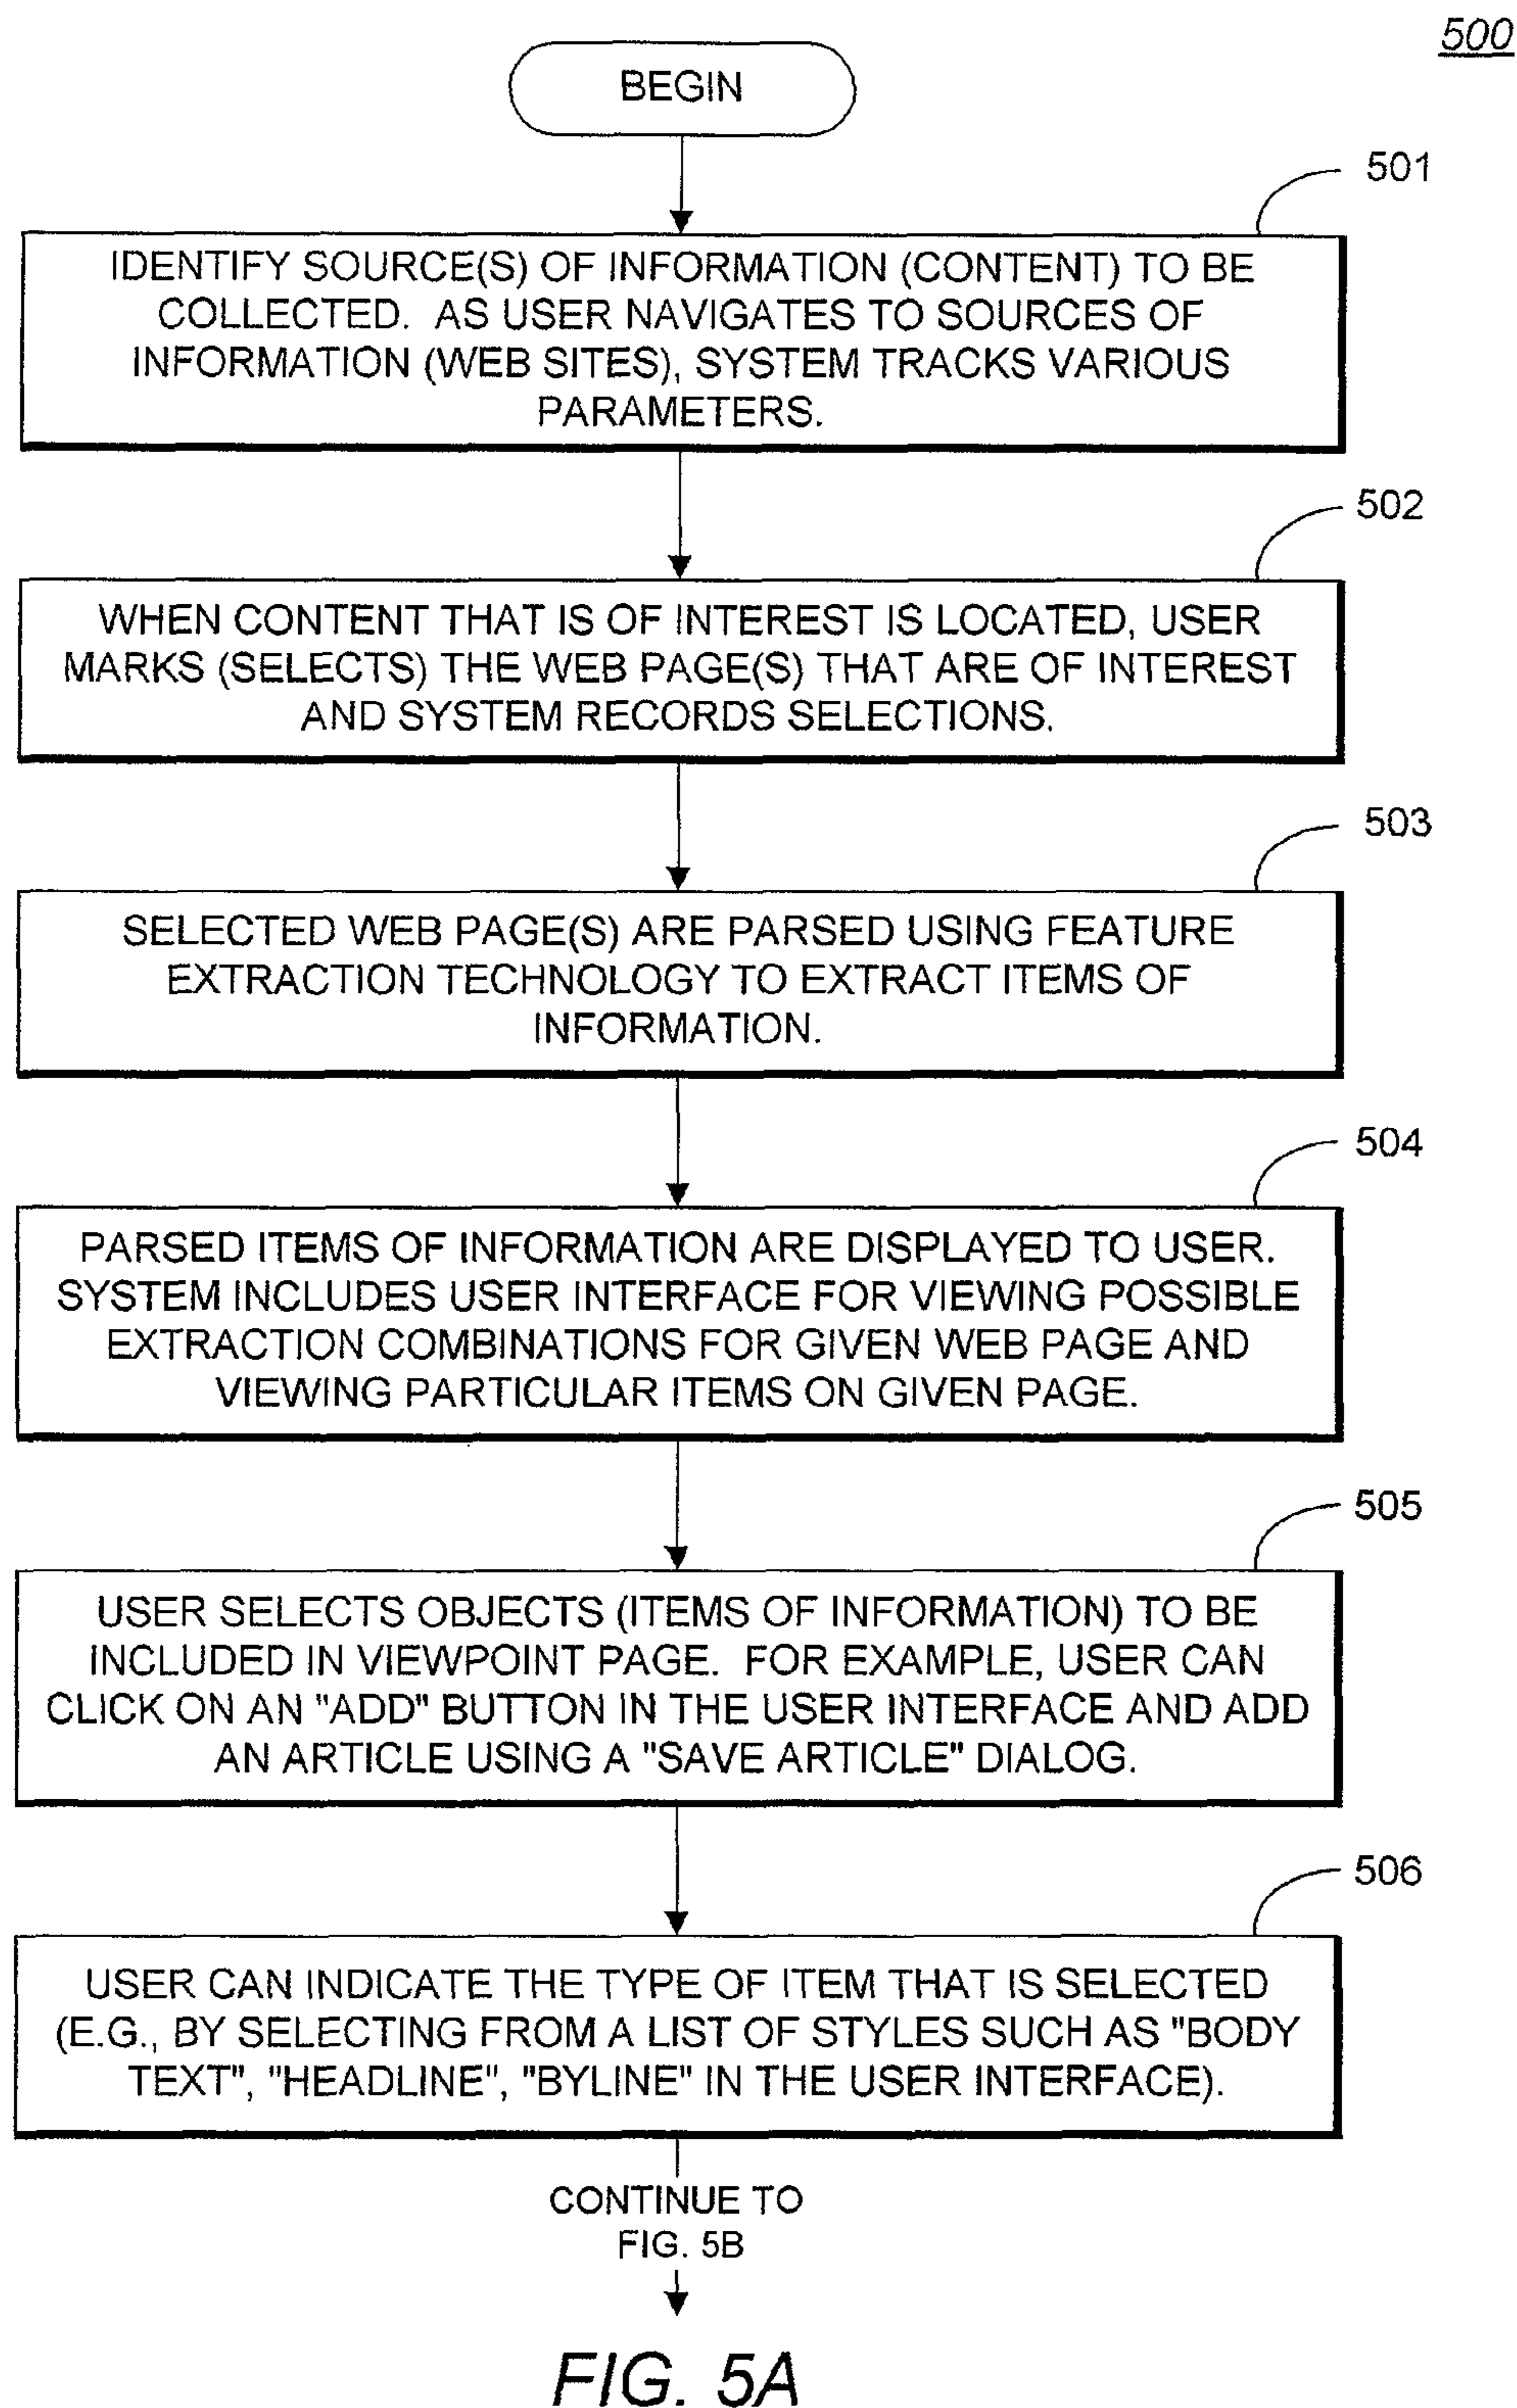 500
BEGIN
501
IDENTIFY SOURCE(S) OF INFORMATION (CONTENT) TO BE
COLLECTED. AS USER NAVIGATES TO SOURCES OF
INFORMATION (WEB SITES), SYSTEM TRACKS VARIOUS
PARAMETERS.
502
WHEN CONTENT THAT IS OF INTEREST IS LOCATED, USER
MARKS (SELECTS) THE WEB PAGE(S) THAT ARE OF INTEREST
AND SYSTEM RECORDS SELECTIONS.
503
SELECTED WEB PAGE(S) ARE PARSED USING FEATURE
EXTRACTION TECHNOLOGY TO EXTRACT ITEMS OF
INFORMATION.
504
PARSED ITEMS OF INFORMATION ARE DISPLAYED TO USER.
SYSTEM INCLUDES USER INTERFACE FOR VIEWING POSSIBLE
EXTRACTION COMBINATIONS FOR GIVEN WEB PAGE AND
VIEWING PARTICULAR ITEMS ON GIVEN PAGE.
505
USER SELECTS OBJECTS (ITEMS OF INFORMATION) TO BE
INCLUDED IN VIEWPOINT PAGE. FOR EXAMPLE, USER CAN
CLICK ON AN "ADD" BUTTON IN THE USER INTERFACE AND ADD
AN ARTICLE USING A "SAVE ARTICLE" DIALOG.
506
USER CAN INDICATE THE TYPE OF ITEM THAT IS SELECTED
(E.G., BY SELECTING FROM A LIST OF STYLES SUCH AS "BODY
TEXT", "HEADLINE", "BYLINE" IN THE USER INTERFACE).
CONTINUE TO
FIG. 5B
FIG. 5A